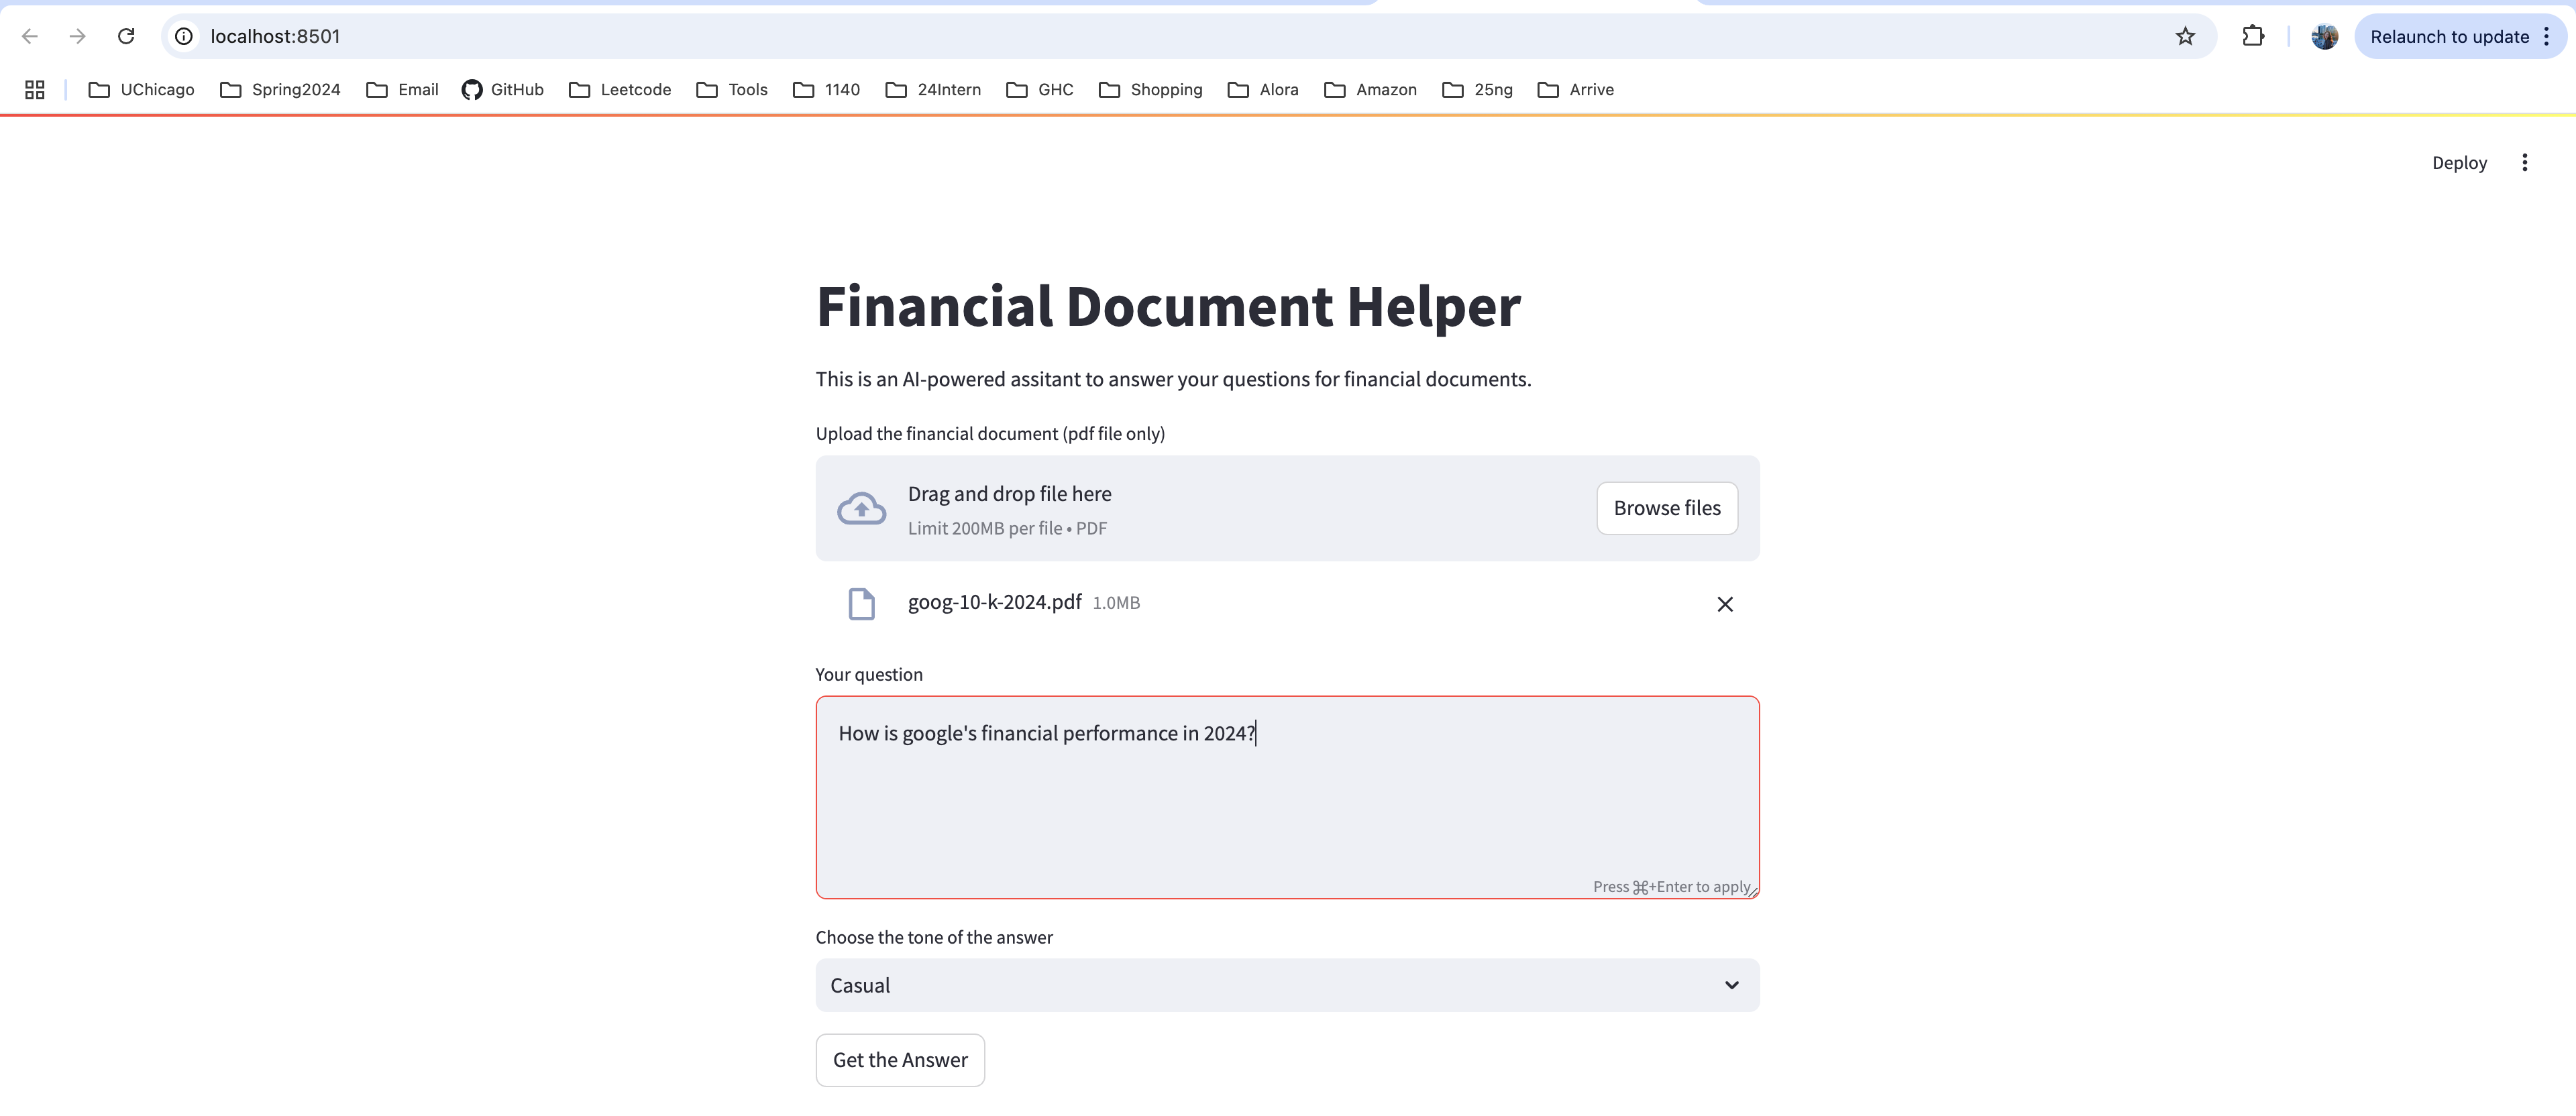 localhost:8501
Relaunch to update
UChicago Spring2024 Email GitHub Leetcode Tools 1140 24Intern GHC Shopping Alora Amazon 25ng Arrive
Deploy
Financial Document Helper
This is an AI-powered assitant to answer your questions for financial documents.
Upload the financial document (pdf file only)
Drag and drop file here
Limit 200MB per file • PDF
Browse files
goog-10-k-2024.pdf 1.0MB
Your question
How is google's financial performance in 2024?
Press ⌘+Enter to apply
Choose the tone of the answer
Casual
Get the Answer